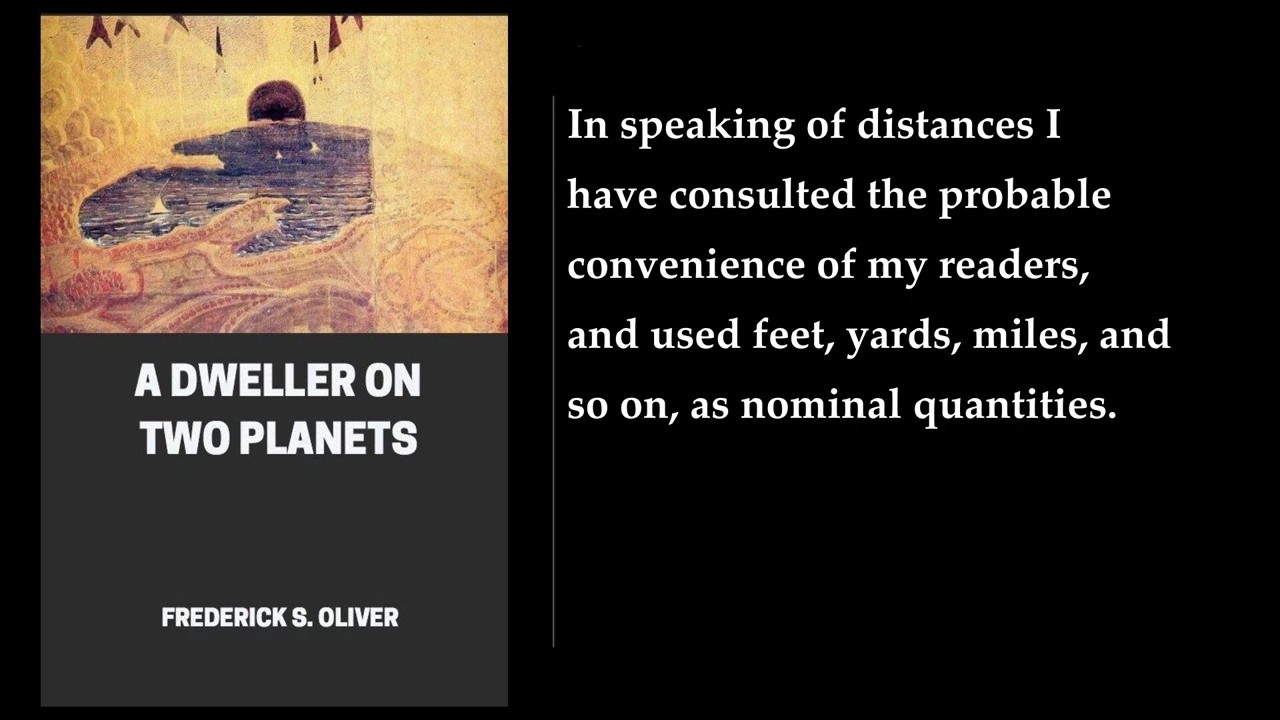 A DWELLER ON
TWO PLANETS
FREDERICK S. OLIVER
In speaking of distances I
have consulted the probable
convenience of my readers,
and used feet, yards, miles, and
so on, as nominal quantities.